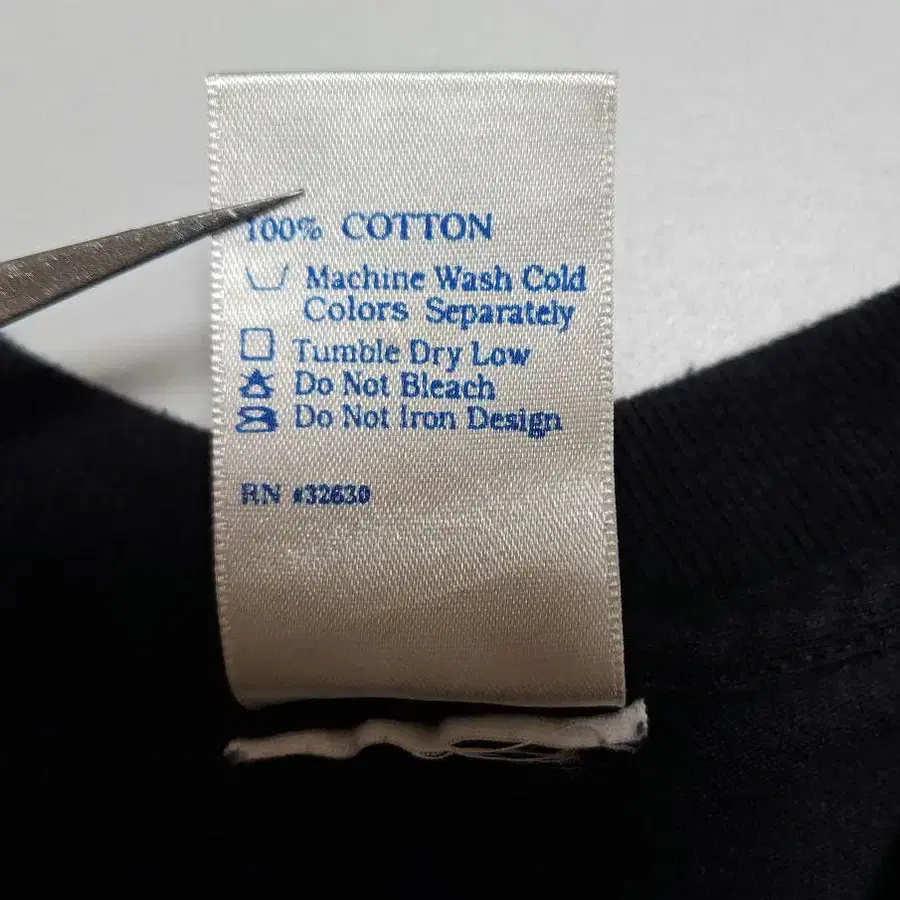 100% COTTON
Machine Wash Cold
Colors Separately
Tumble Dry Low
Do Not Bleach
Do Not Iron Design
RN #32630